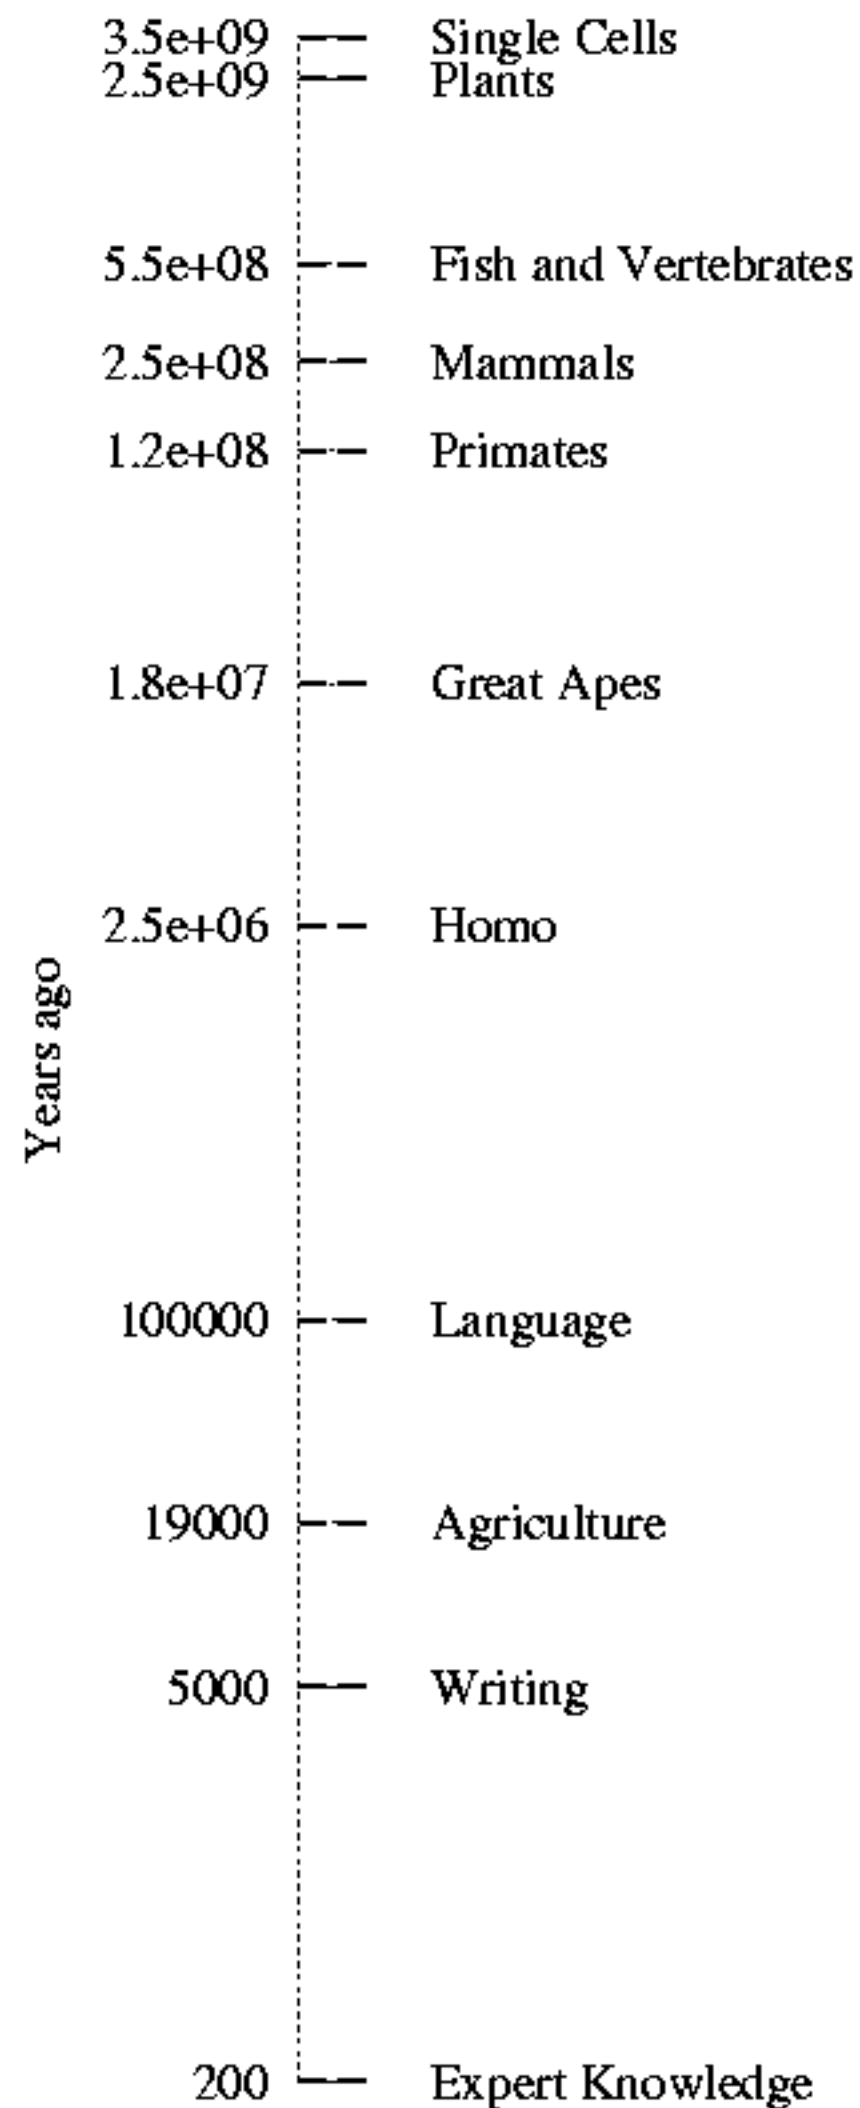 3.5e+09 Single Cells
2.5e+09 Plants
5.5e+08 Fish and Vertebrates
2.5e+08 Mammals
1.2e+08 Primates
1.8e+07 Great Apes
2.5e+06 Homo
Years ago
100000 Language
19000 Agriculture
5000 Writing
200 Expert Knowledge